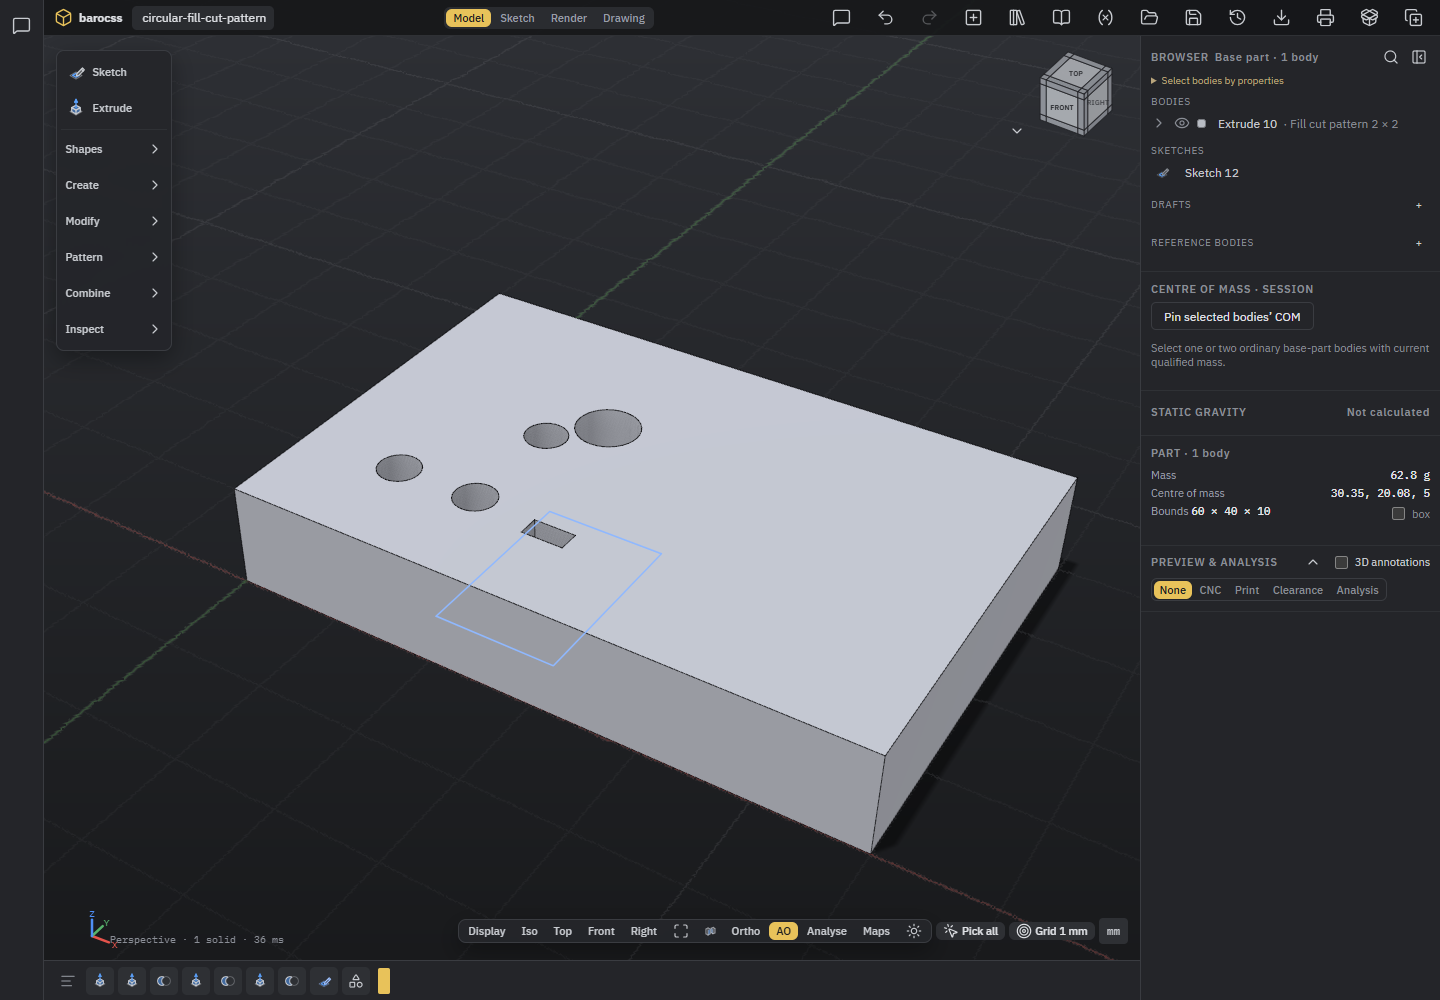 barocss
circular-fill-cut-pattern
Model
Sketch
Render
Drawing
Sketch
Extrude
Shapes
Create
Modify
Pattern
Combine
Inspect
TOP
FRONT
RIGHT
BROWSER Base part · 1 body
Select bodies by properties
BODIES
Extrude 10 · Fill cut pattern 2 × 2
SKETCHES
Sketch 12
DRAFTS +
REFERENCE BODIES +
CENTRE OF MASS · SESSION
Pin selected bodies’ COM
Select one or two ordinary base-part bodies with current
qualified mass.
STATIC GRAVITY Not calculated
PART · 1 body
Mass 62.8 g
Centre of mass 30.35, 20.08, 5
Bounds 60 × 40 × 10 box
PREVIEW & ANALYSIS 3D annotations
None CNC Print Clearance Analysis
Z
Y
X
Perspective · 1 solid · 36 ms
Display Iso Top Front Right Ortho AO Analyse Maps Pick all Grid 1 mm mm